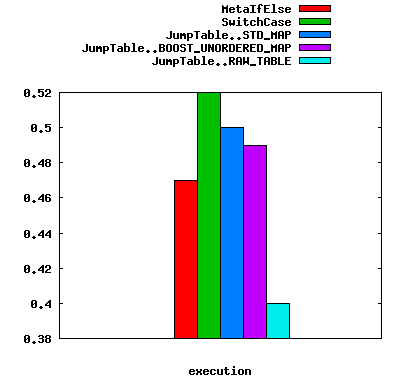 MetaIfElse
SwitchCase
JumpTable..STD_MAP
JumpTable..BOOST_UNORDERED_MAP
JumpTable..RAW_TABLE
0.52
0.5
0.48
0.46
0.44
0.42
0.4
0.38
execution